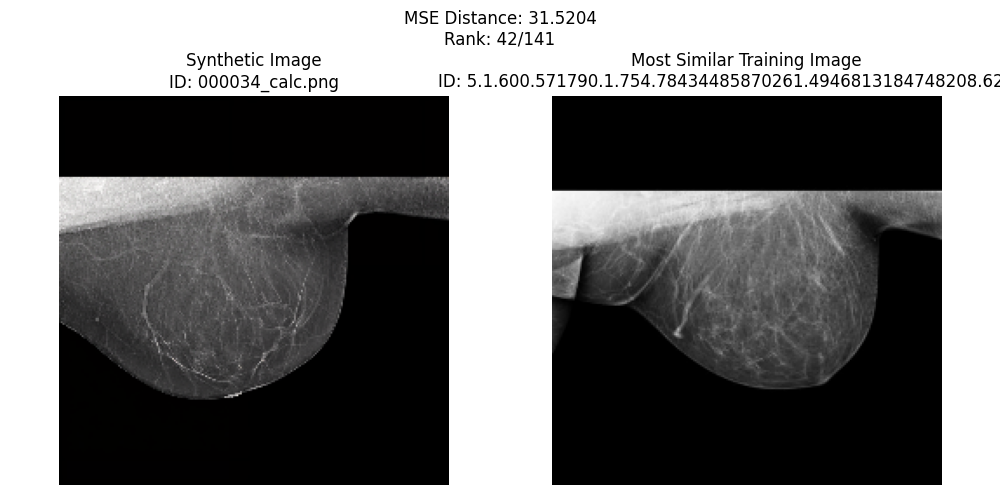 MSE Distance: 31.5204
Rank: 42/141
Synthetic Image
ID: 000034_calc.png
Most Similar Training Image
ID: 5.1.600.571790.1.754.78434485870261.4946813184748208.62